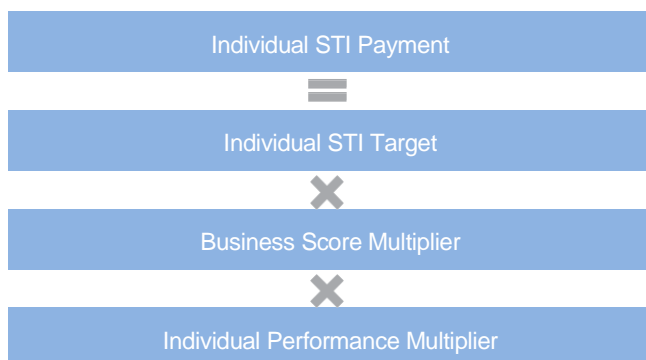 Individual STI Payment
=
Individual STI Target
×
Business Score Multiplier
×
Individual Performance Multiplier